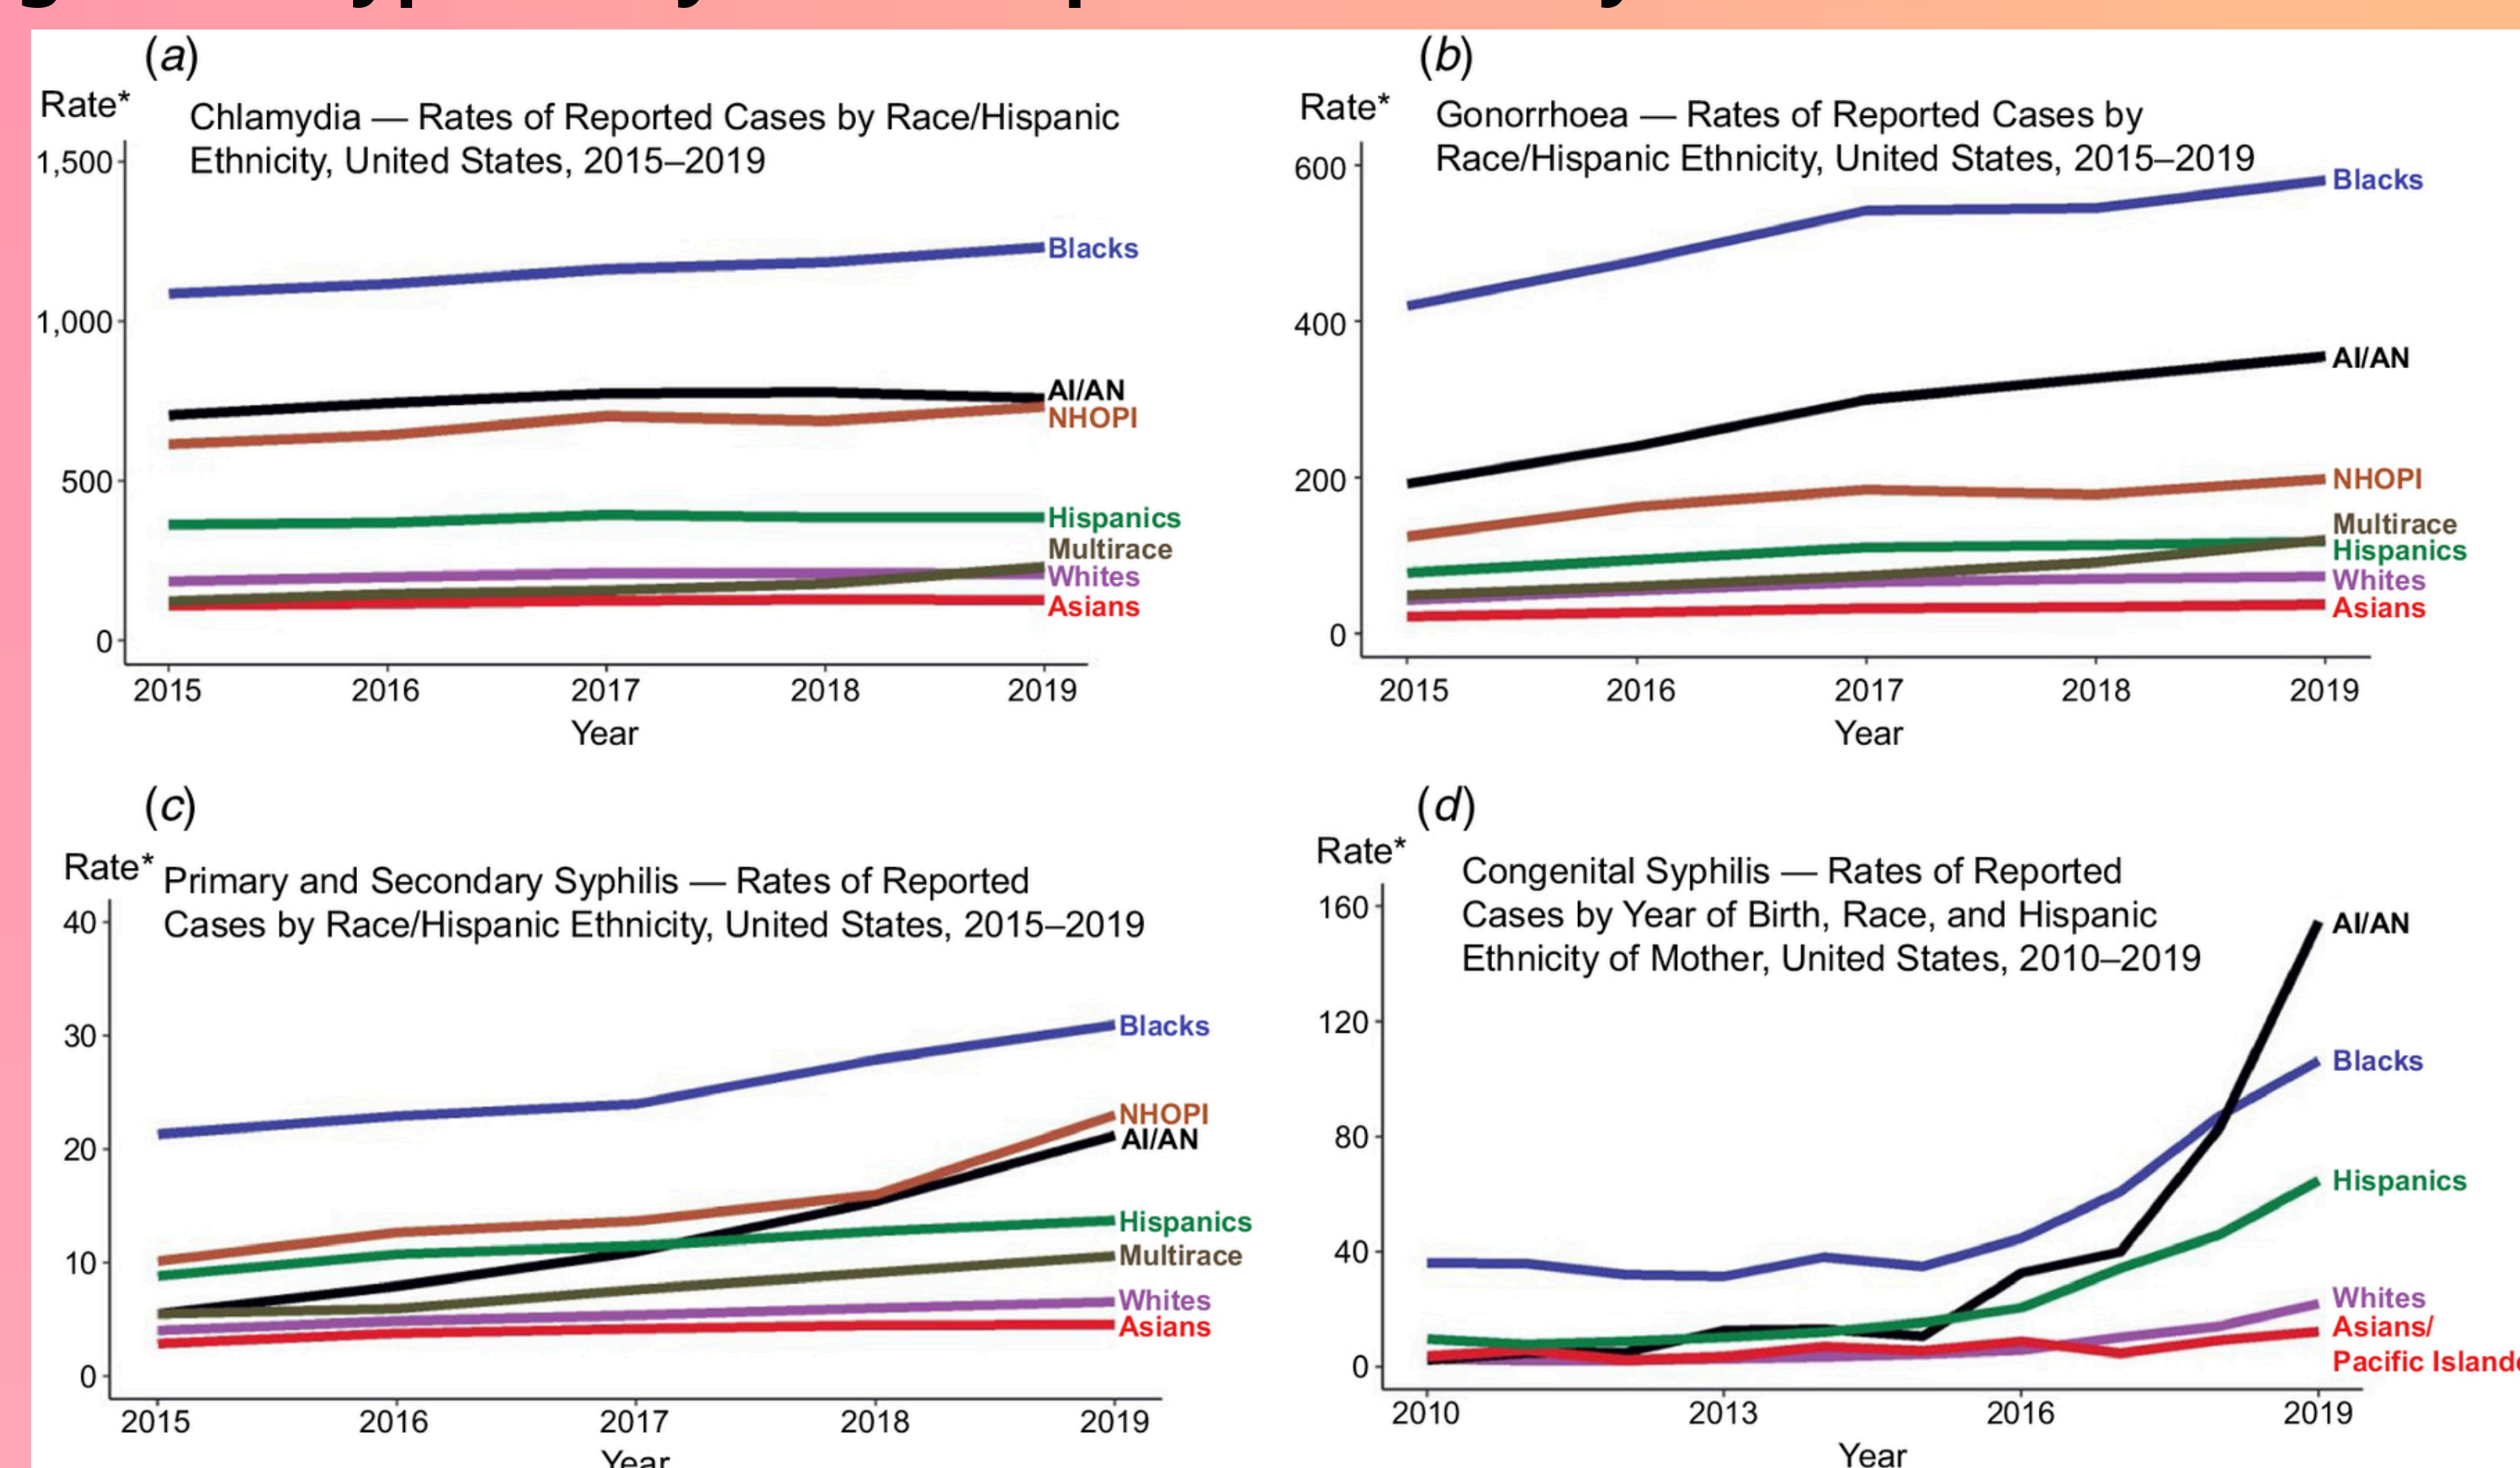 (a)
Rate*
Chlamydia — Rates of Reported Cases by Race/Hispanic
Ethnicity, United States, 2015–2019
1,500
1,000
500
0
Blacks
AI/AN
NHOPI
Hispanics
Multirace
Whites
Asians
2015 2016 2017 2018 2019
Year
(b)
Rate*
Gonorrhoea — Rates of Reported Cases by
Race/Hispanic Ethnicity, United States, 2015–2019
600
400
200
0
Blacks
AI/AN
NHOPI
Multirace
Hispanics
Whites
Asians
2015 2016 2017 2018 2019
Year
(c)
Rate*
Primary and Secondary Syphilis — Rates of Reported
Cases by Race/Hispanic Ethnicity, United States, 2015–2019
40
30
20
10
0
Blacks
NHOPI
AI/AN
Hispanics
Multirace
Whites
Asians
2015 2016 2017 2018 2019
Year
(d)
Rate*
Congenital Syphilis — Rates of Reported
Cases by Year of Birth, Race, and Hispanic
Ethnicity of Mother, United States, 2010–2019
160
120
80
40
0
AI/AN
Blacks
Hispanics
Whites
Asians/
Pacific
2010 2013 2016 2019
Year